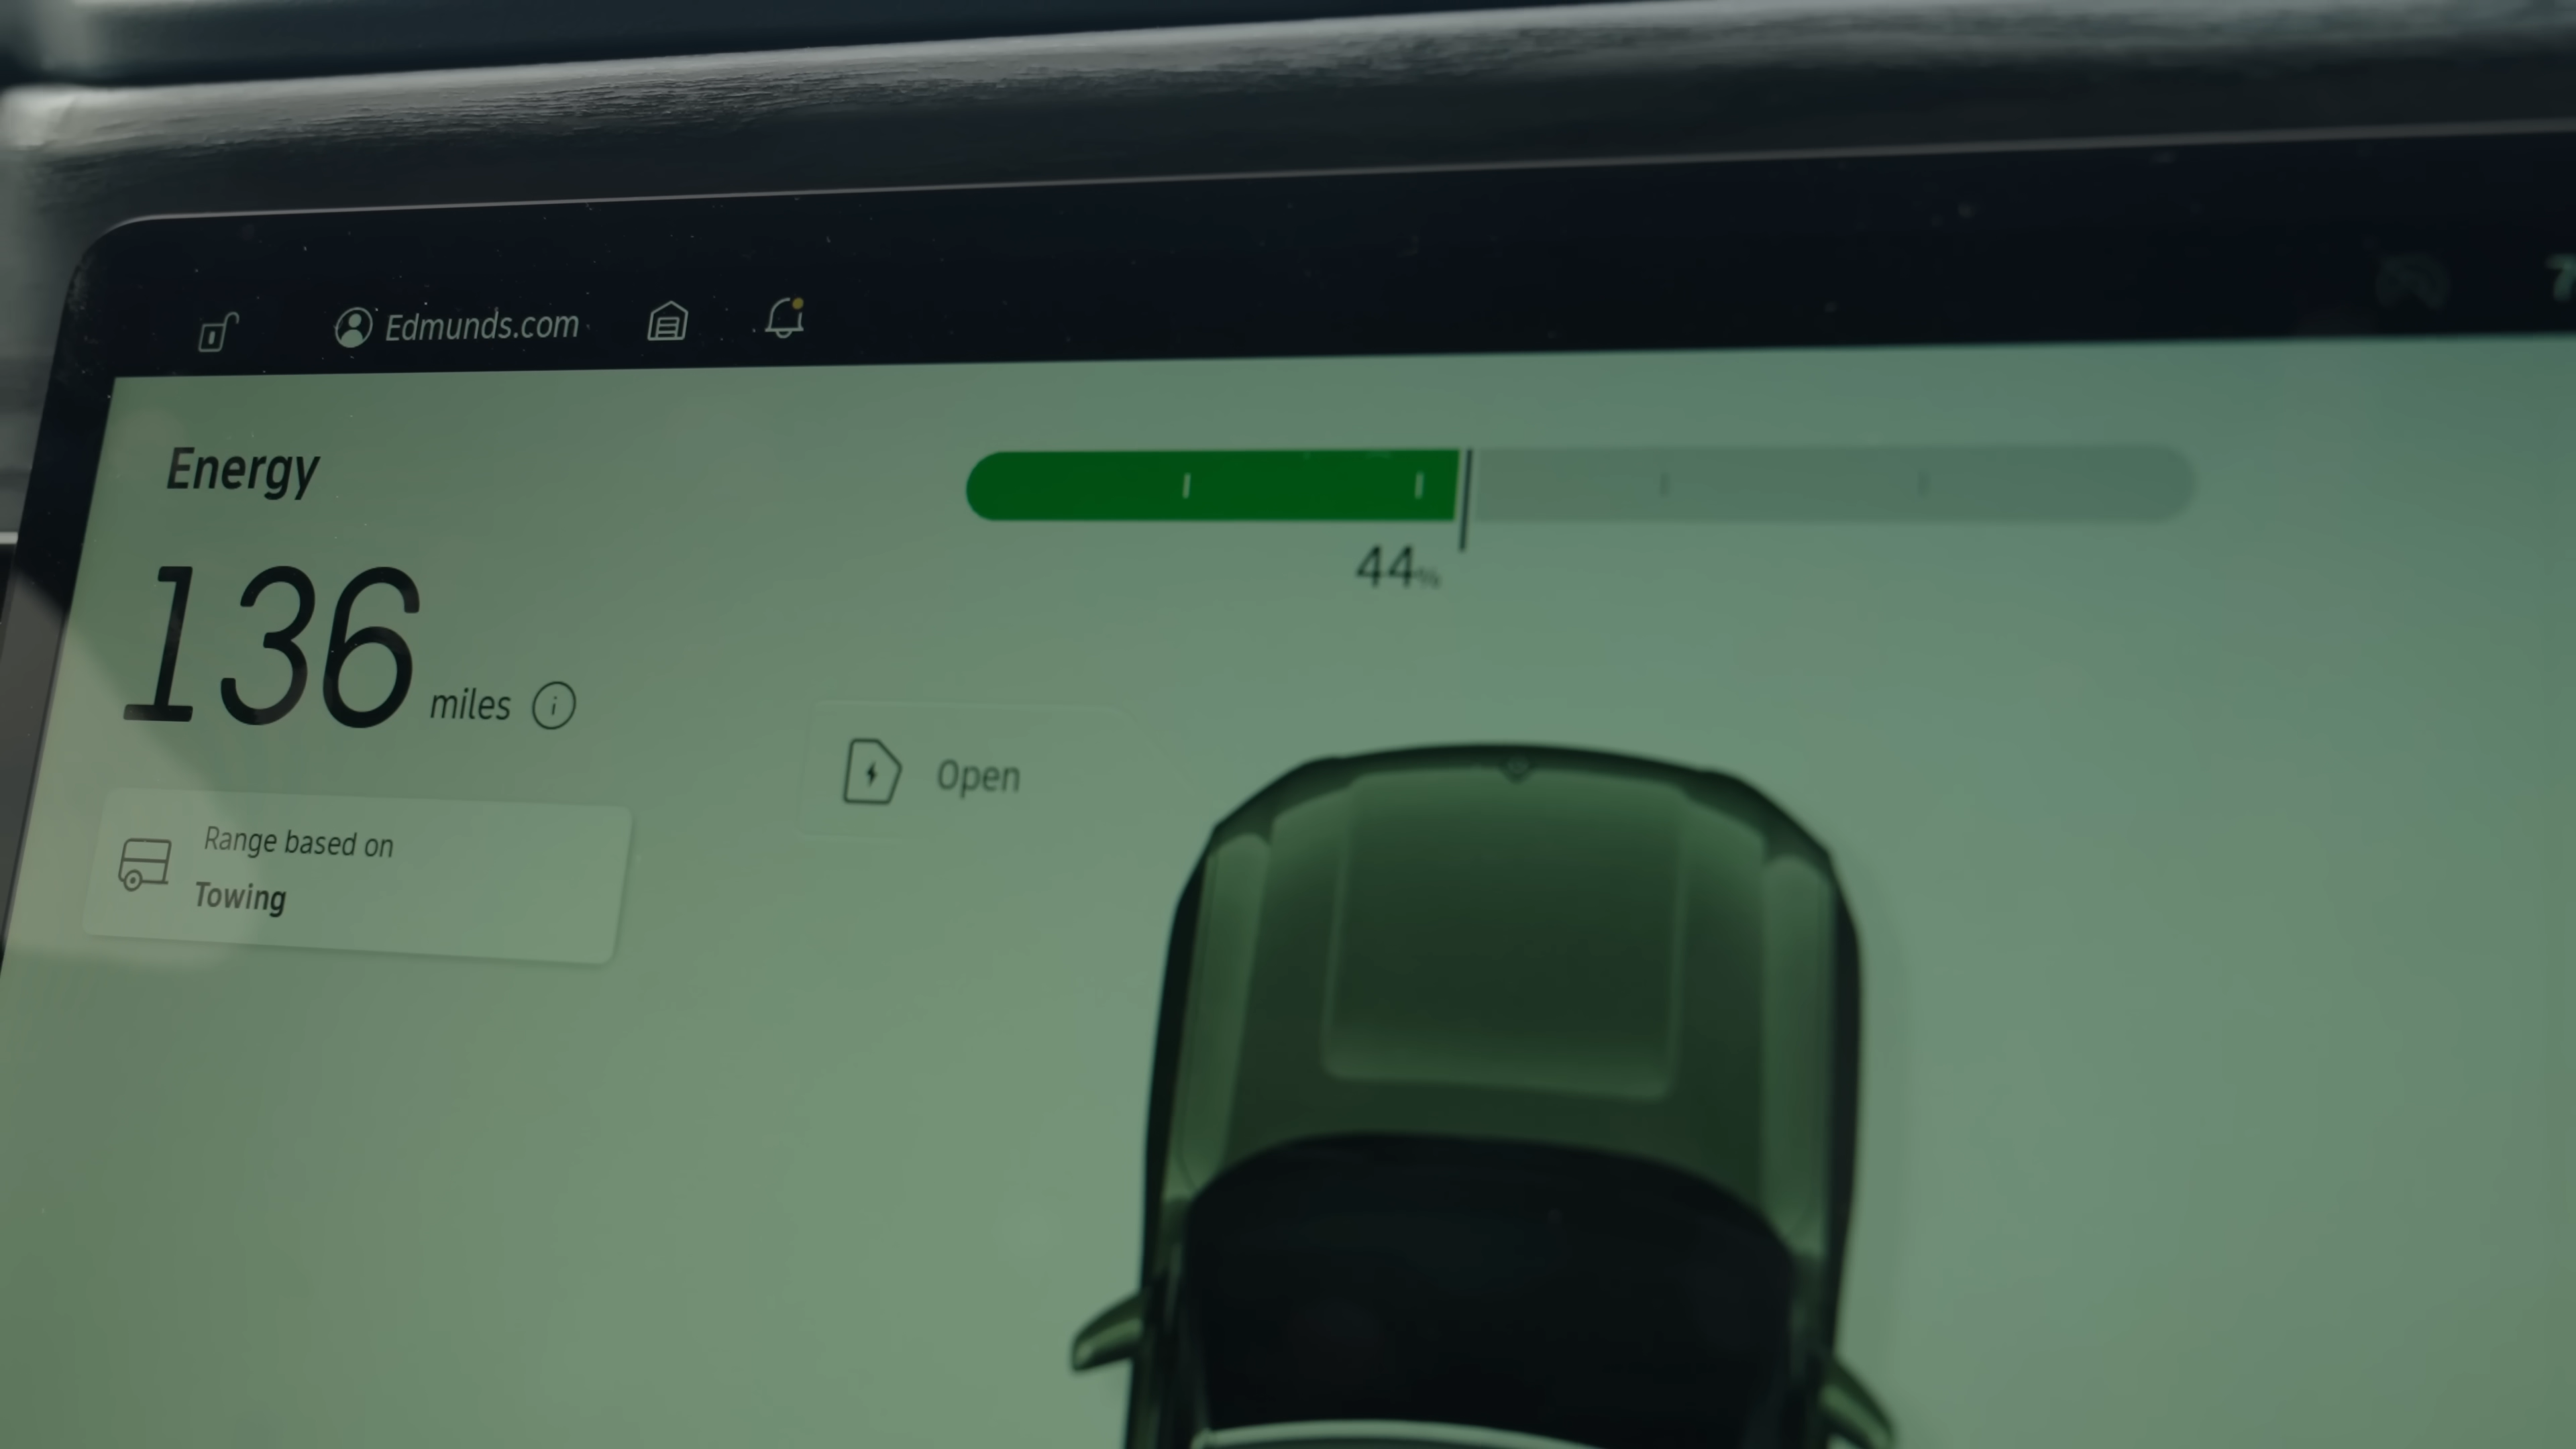 Edmunds.com
Energy
44%
136 miles
Open
Range based on
Towing